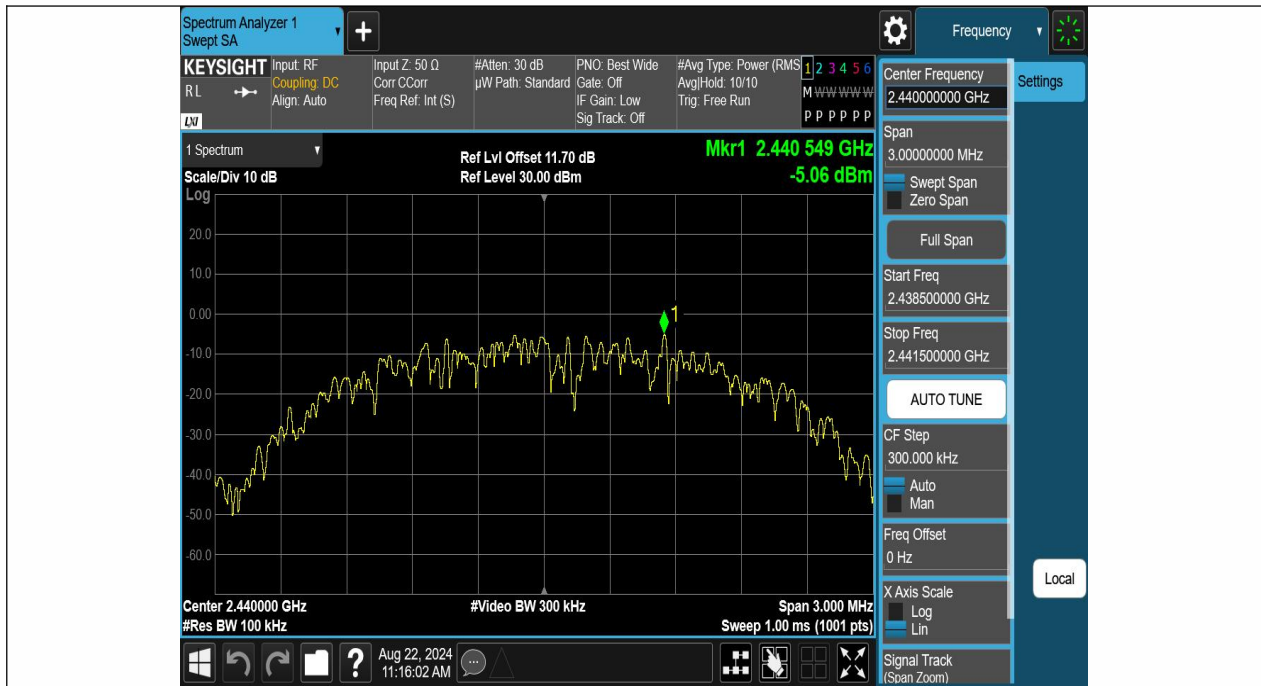 Spectrum Analyzer 1
Swept SA
+
Frequency
KEYSIGHT
RL
LXI
Input: RF
Coupling: DC
Align: Auto
Input Z: 50 Ω
Corr CCorr
Freq Ref: Int (S)
#Atten: 30 dB
µW Path: Standard
PNO: Best Wide
Gate: Off
IF Gain: Low
Sig Track: Off
#Avg Type: Power (RMS
Avg|Hold: 10/10
Trig: Free Run
1 2 3 4 5 6
M W W W W W
P P P P P P
1 Spectrum
Scale/Div 10 dB
Ref Lvl Offset 11.70 dB
Ref Level 30.00 dBm
Mkr1 2.440 549 GHz
-5.06 dBm
Log
20.0
10.0
0.00
-10.0
-20.0
-30.0
-40.0
-50.0
-60.0
1
Center 2.440000 GHz
#Video BW 300 kHz
Span 3.000 MHz
#Res BW 100 kHz
Sweep 1.00 ms (1001 pts)
?
Aug 22, 2024
11:16:02 AM
Center Frequency
2.440000000 GHz
Settings
Span
3.00000000 MHz
Swept Span
Zero Span
Full Span
Start Freq
2.438500000 GHz
Stop Freq
2.441500000 GHz
AUTO TUNE
CF Step
300.000 kHz
Auto
Man
Freq Offset
0 Hz
X Axis Scale
Log
Lin
Signal Track
(Span Zoom)
Local